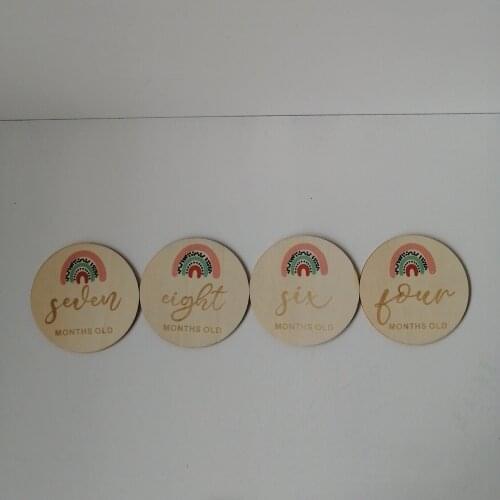 seven
MONTHS OLD
eight
MONTHS OLD
six
MONTHS OLD
four
MONTHS OLD